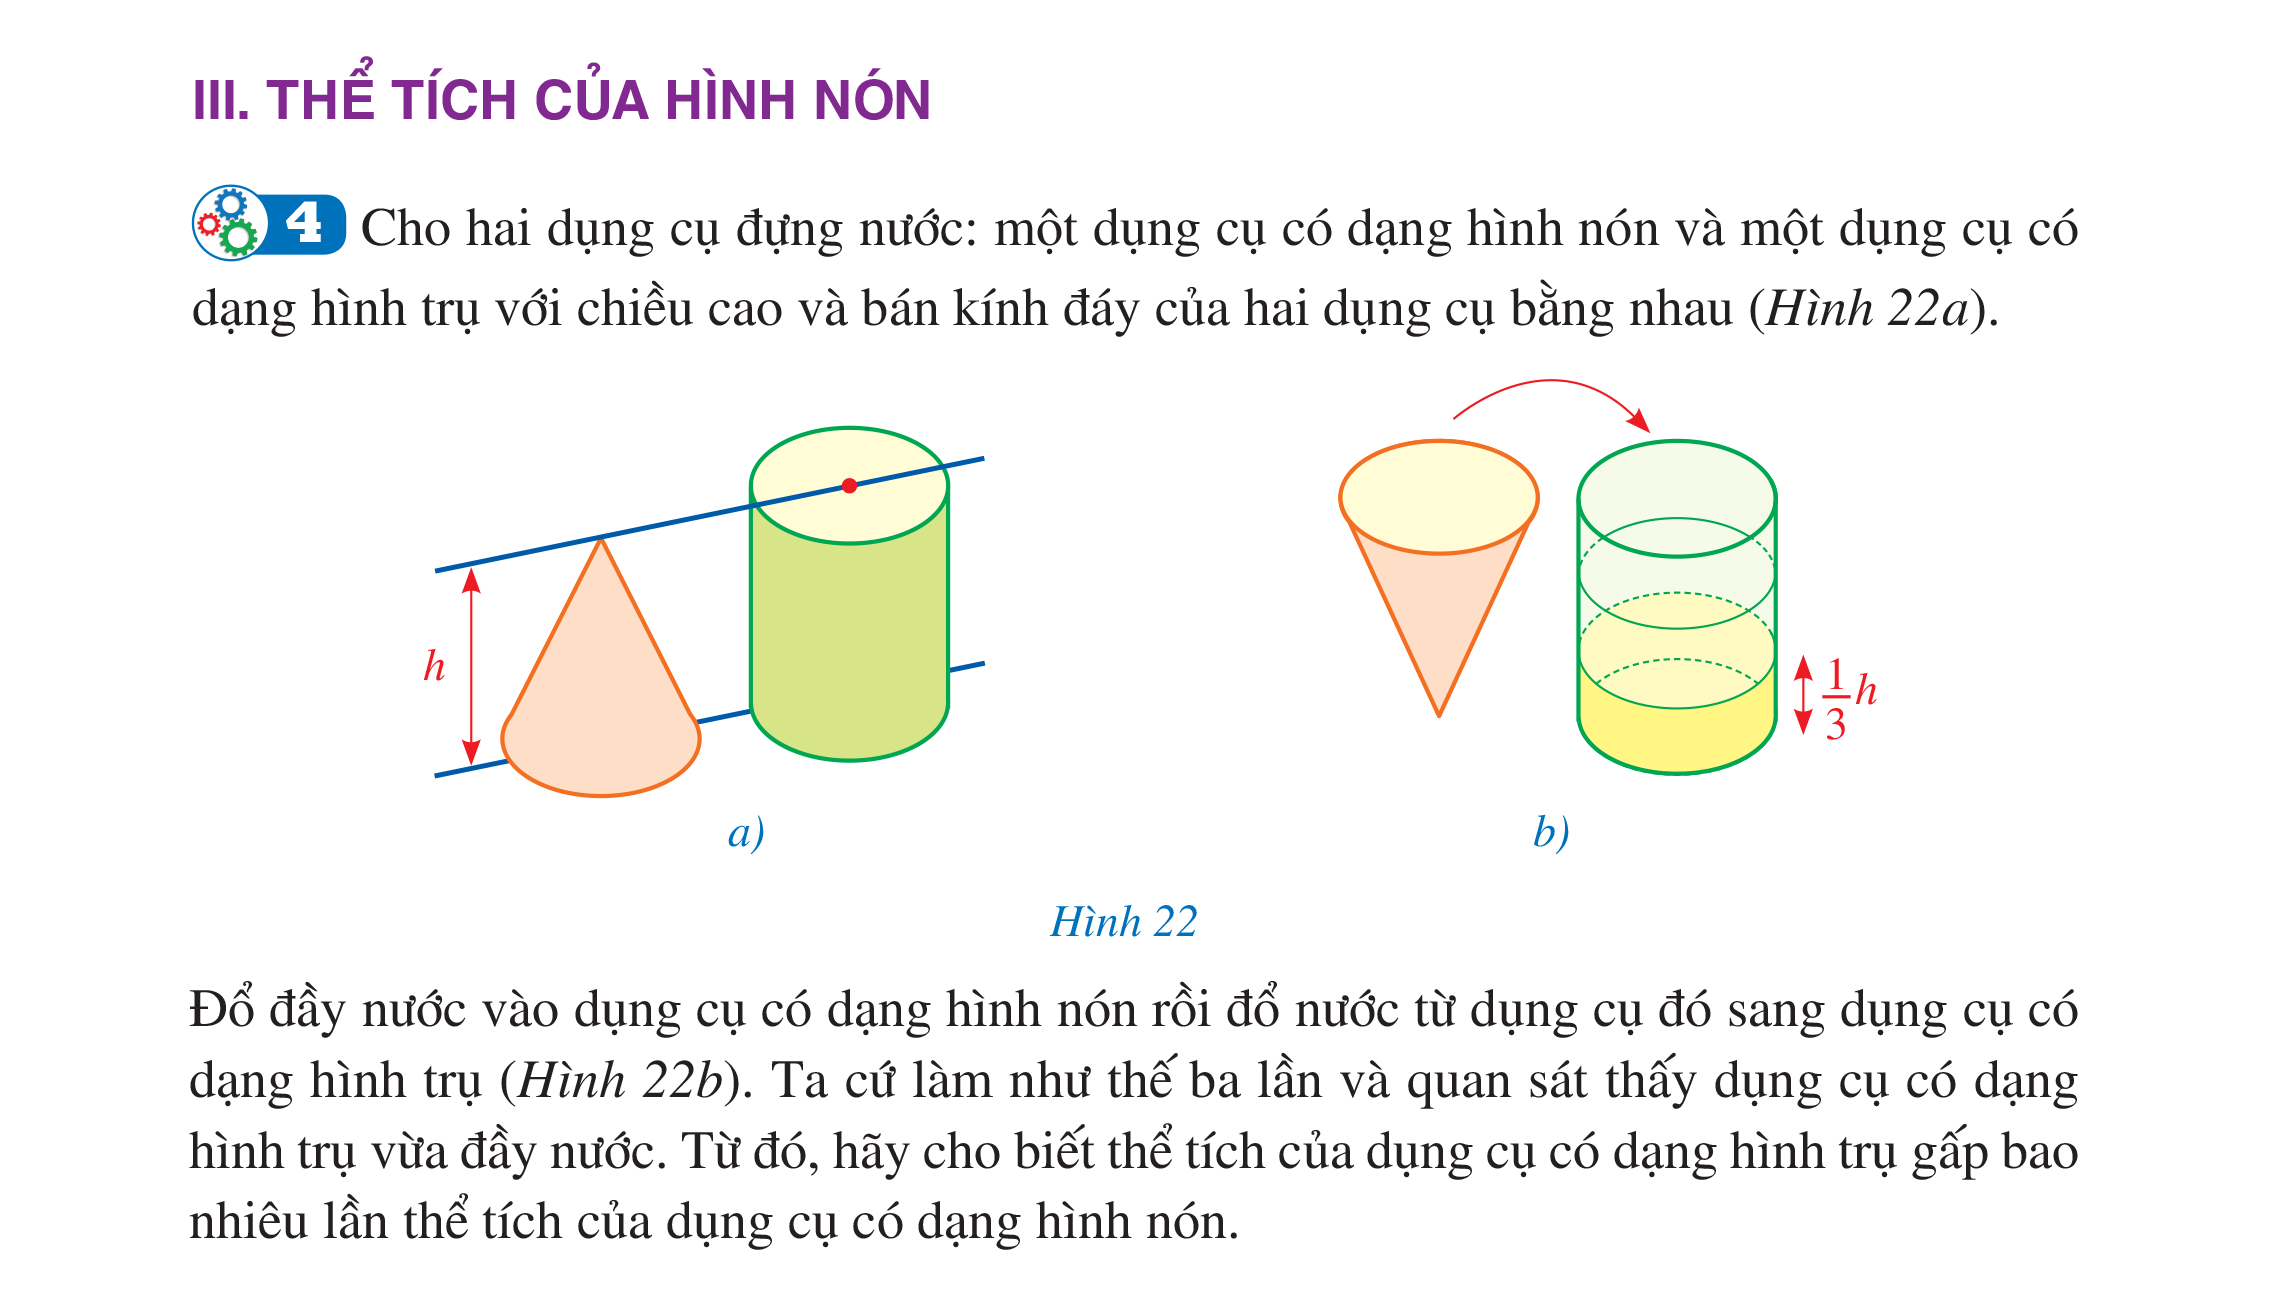 III. THỂ TÍCH CỦA HÌNH NÓN
4 Cho hai dụng cụ đựng nước: một dụng cụ có dạng hình nón và một dụng cụ có
dạng hình trụ với chiều cao và bán kính đáy của hai dụng cụ bằng nhau (Hình 22a).
h
1/3 h
a)
b)
Hình 22
Đổ đầy nước vào dụng cụ có dạng hình nón rồi đổ nước từ dụng cụ đó sang dụng cụ có
dạng hình trụ (Hình 22b). Ta cứ làm như thế ba lần và quan sát thấy dụng cụ có dạng
hình trụ vừa đầy nước. Từ đó, hãy cho biết thể tích của dụng cụ có dạng hình trụ gấp bao
nhiêu lần thể tích của dụng cụ có dạng hình nón.